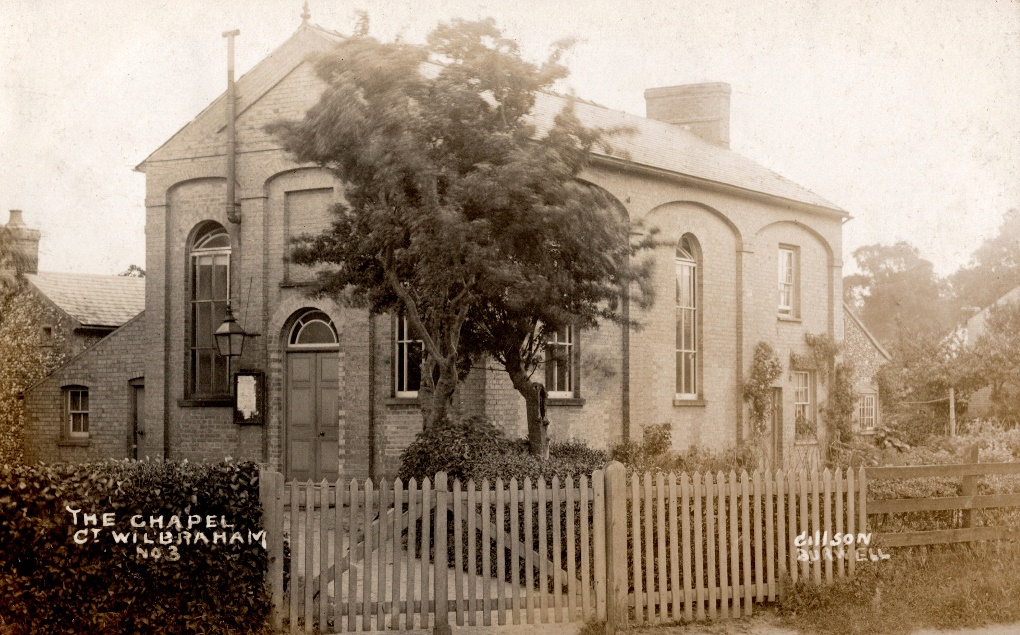 THE CHAPEL
GT WILBRAHAM
NO 3
Gillson
BURWELL